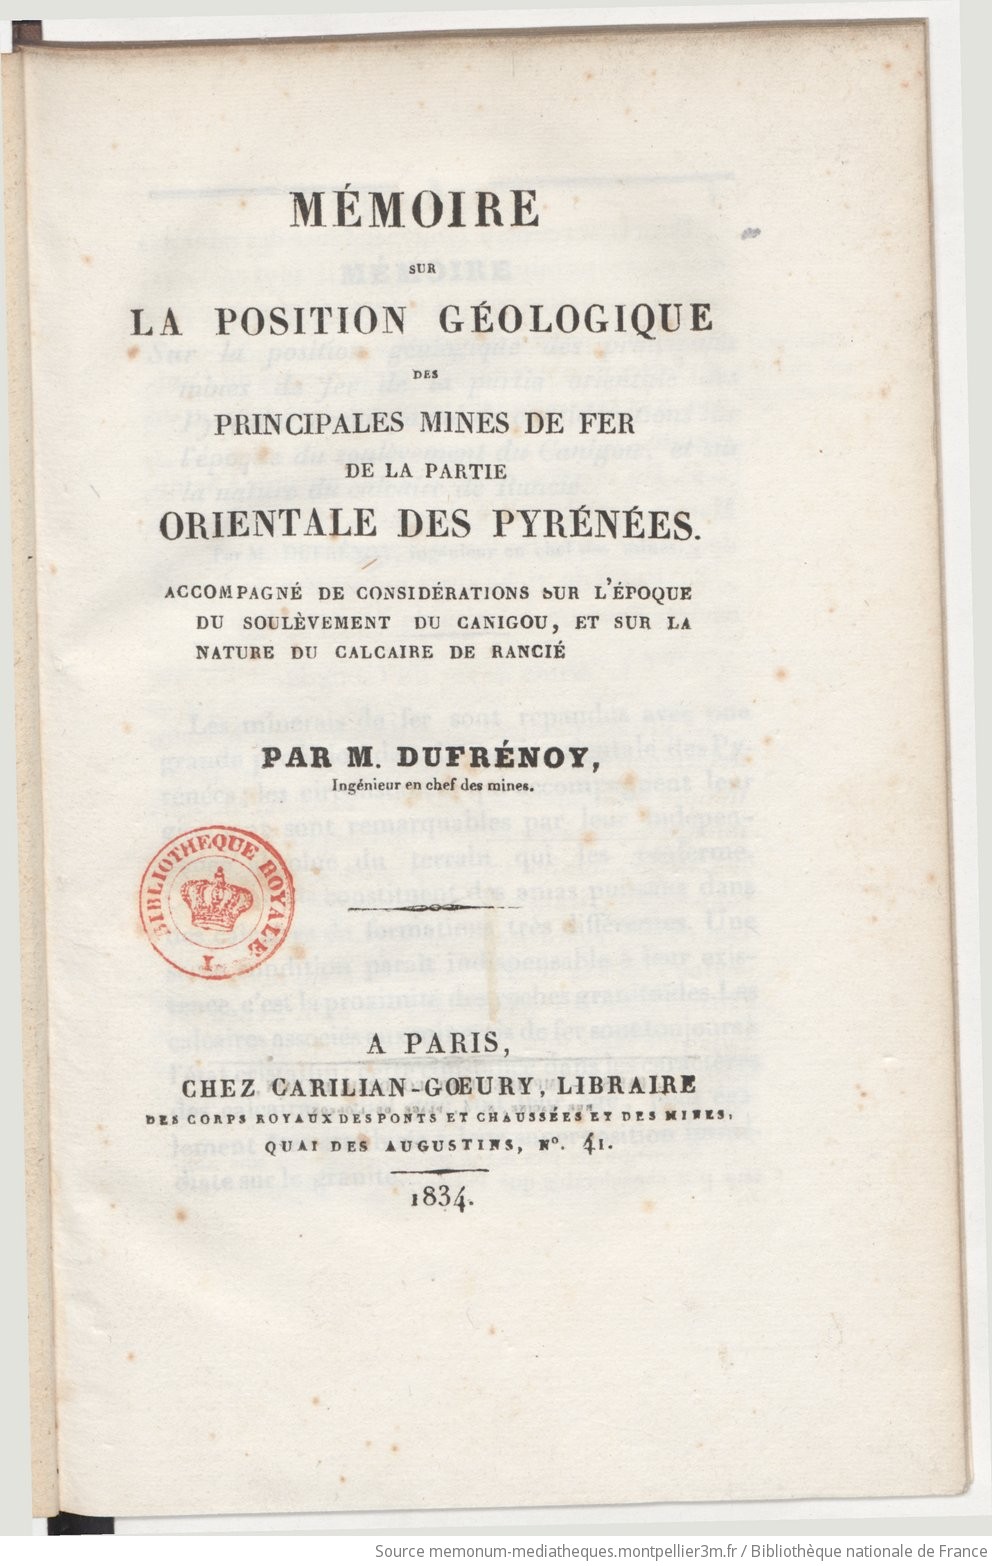 MÉMOIRE
SUR
LA POSITION GÉOLOGIQUE
DES
PRINCIPALES MINES DE FER
DE LA PARTIE
ORIENTALE DES PYRÉNÉES.
ACCOMPAGNÉ DE CONSIDÉRATIONS SUR L'ÉPOQUE
DU SOULÈVEMENT DU CANIGOU, ET SUR LA
NATURE DU CALCAIRE DE RANCIÉ
PAR M. DUFRÉNOY,
Ingénieur en chef des mines.
BIBLIOTHEQUE ROYALE
I
A PARIS,
CHEZ CARILIAN-GŒURY, LIBRAIRE
DES CORPS ROYAUX DES PONTS ET CHAUSSÉES ET DES MINES,
QUAI DES AUGUSTINS, Nº. 41.
1834.
Source memonum-mediatheques.montpellier3m.fr / Bibliothèque nationale de France